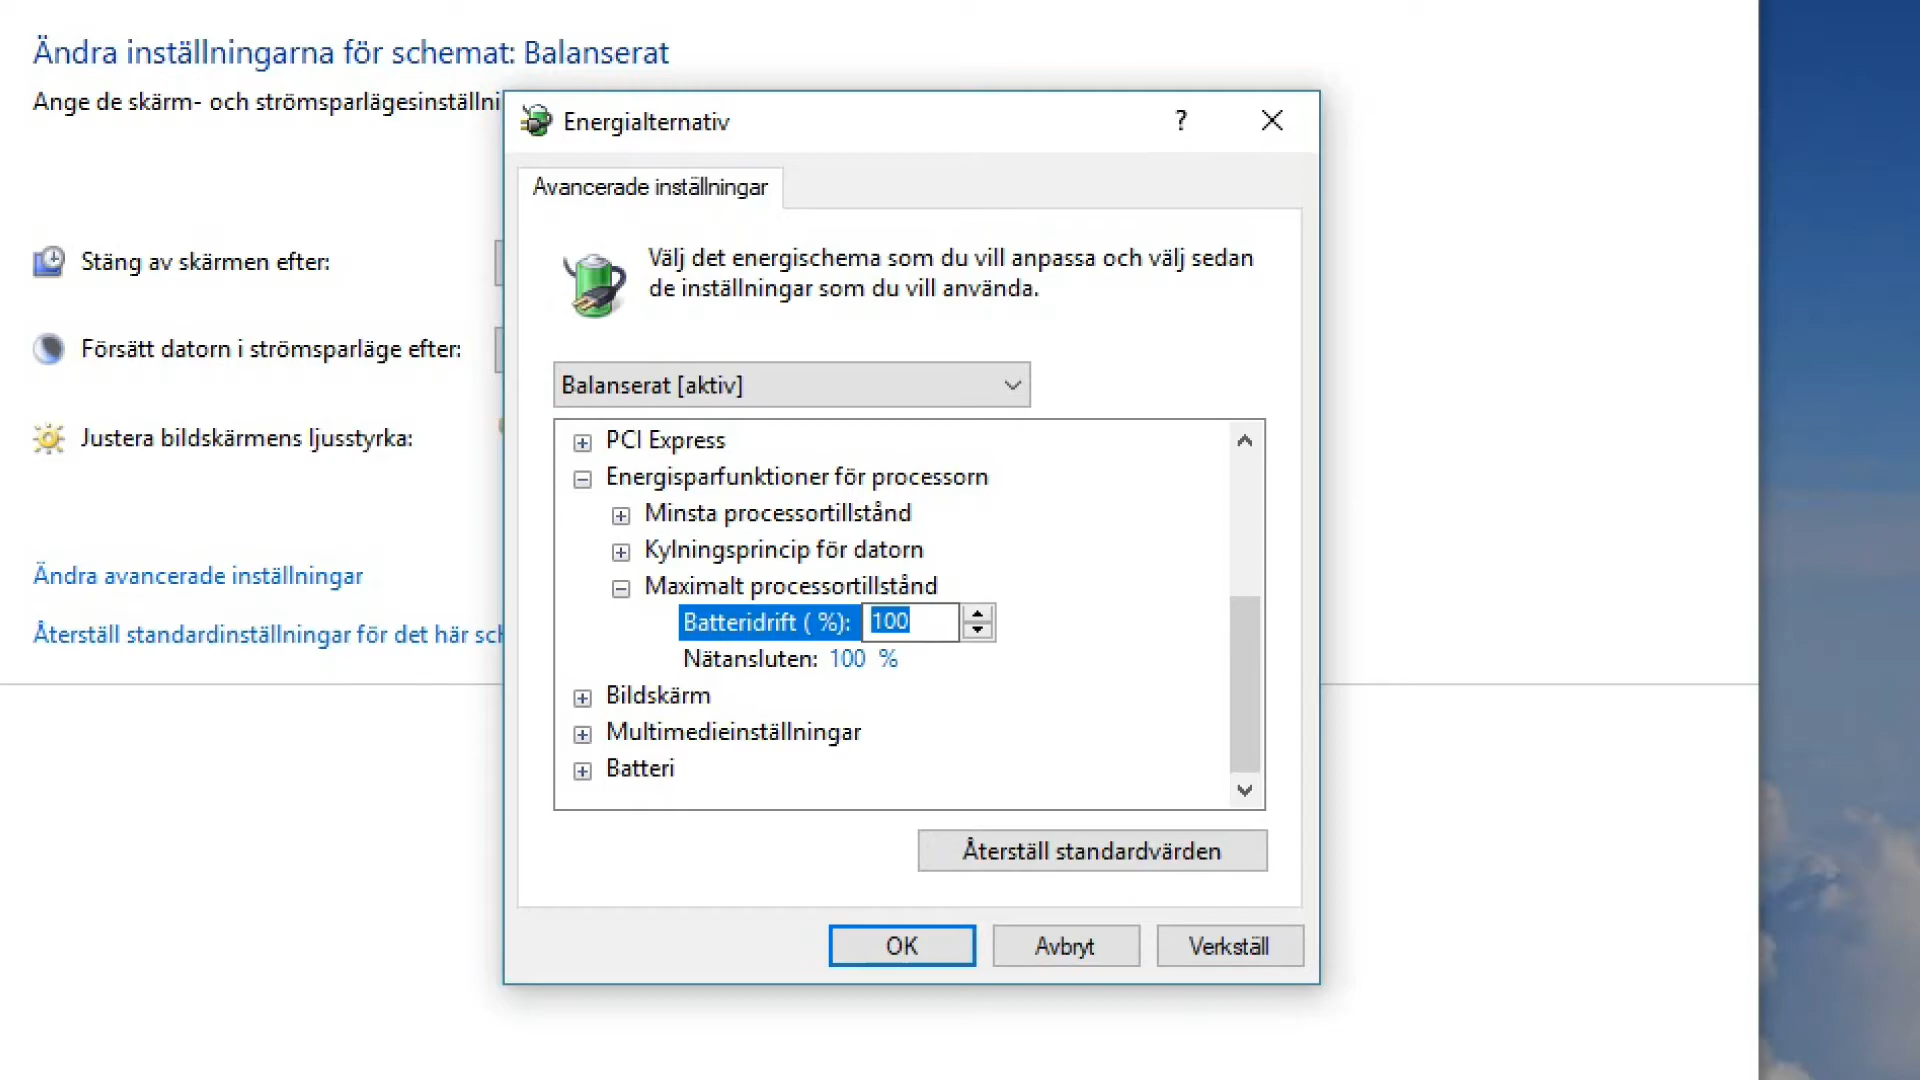 Ändra inställningarna för schemat: Balanserat
Ange de skärm- och strömsparlägesinställni
Energialternativ
?
Avancerade inställningar
Välj det energischema som du vill anpassa och välj sedan
de inställningar som du vill använda.
Stäng av skärmen efter:
Försätt datorn i strömsparläge efter:
Justera bildskärmens ljusstyrka:
Ändra avancerade inställningar
Återställ standardinställningar för det här sch
Balanserat [aktiv]
PCI Express
Energisparfunktioner för processorn
Minsta processortillstånd
Kylningsprincip för datorn
Maximalt processortillstånd
Batteridrift ( %): 100
Nätansluten: 100 %
Bildskärm
Multimedieinställningar
Batteri
Återställ standardvärden
OK
Avbryt
Verkställ